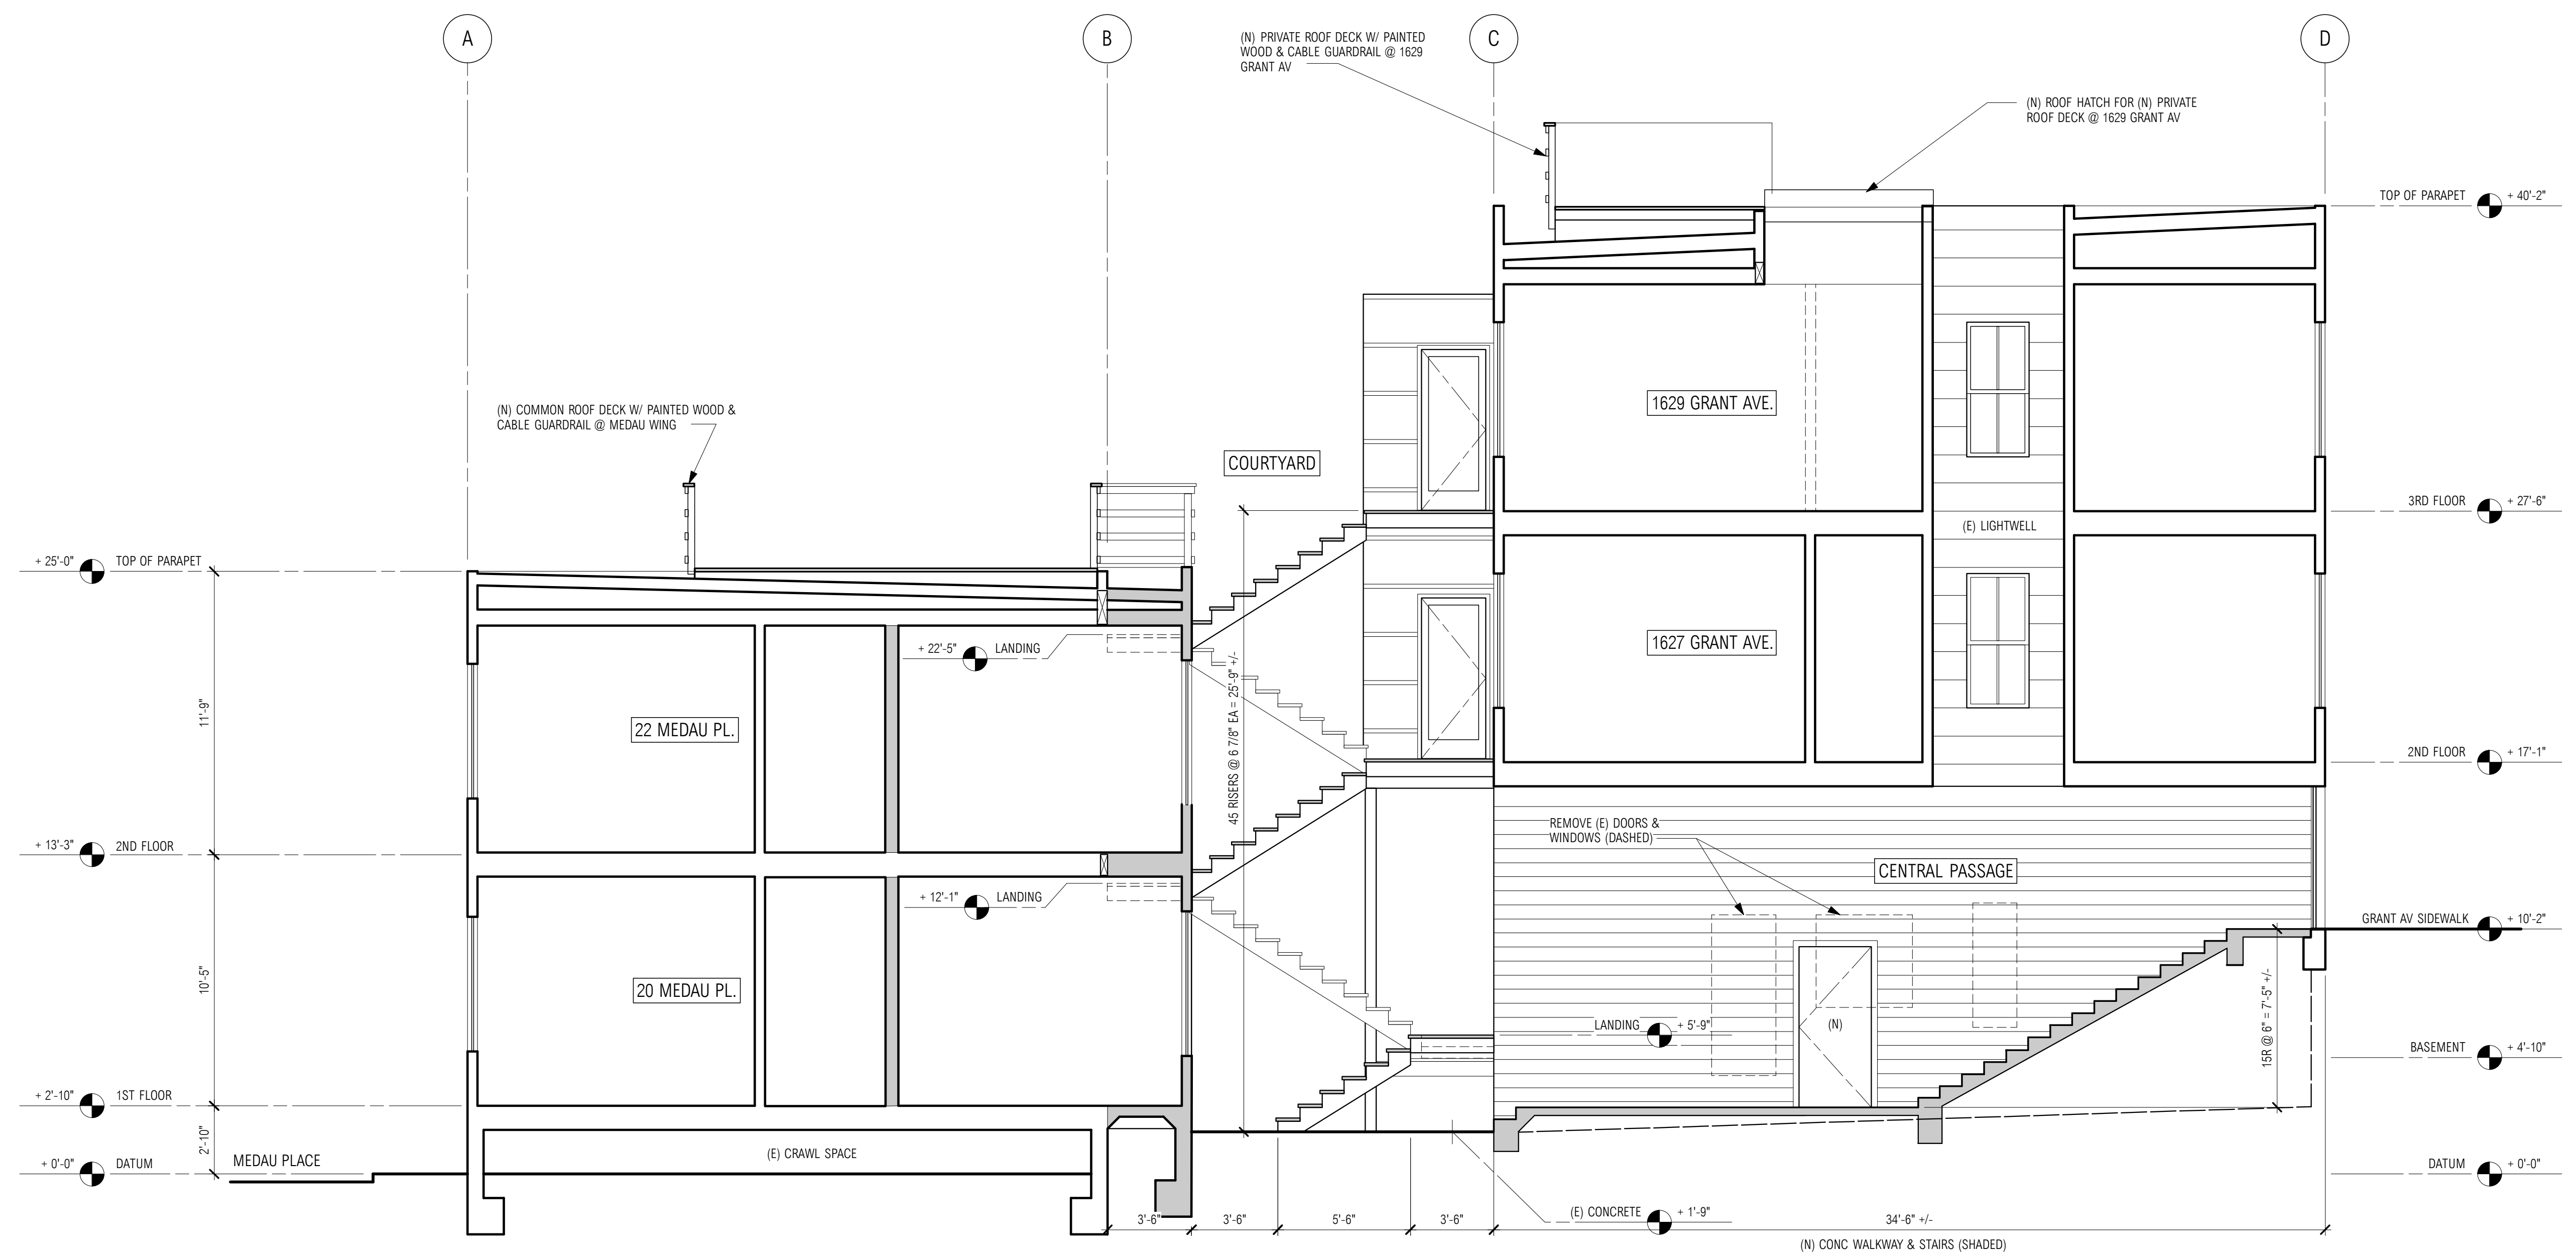 A
B
C
D
(N) PRIVATE ROOF DECK W/ PAINTED
WOOD & CABLE GUARDRAIL @ 1629
GRANT AV
(N) ROOF HATCH FOR (N) PRIVATE
ROOF DECK @ 1629 GRANT AV
TOP OF PARAPET
+ 40'-2"
(N) COMMON ROOF DECK W/ PAINTED WOOD &
CABLE GUARDRAIL @ MEDAU WING
1629 GRANT AVE.
COURTYARD
3RD FLOOR
+ 27'-6"
(E) LIGHTWELL
+ 25'-0"
TOP OF PARAPET
+ 22'-5"
LANDING
1627 GRANT AVE.
11'-9"
22 MEDAU PL.
45 RISERS @ 6 7/8" EA = 25'-9" +/-
2ND FLOOR
+ 17'-1"
REMOVE (E) DOORS &
WINDOWS (DASHED)
+ 13'-3"
2ND FLOOR
CENTRAL PASSAGE
+ 12'-1"
LANDING
GRANT AV SIDEWALK
+ 10'-2"
10'-5"
20 MEDAU PL.
LANDING
+ 5'-9"
(N)
15R @ 6" = 7'-5" +/-
BASEMENT
+ 4'-10"
+ 2'-10"
1ST FLOOR
2'-10"
+ 0'-0"
DATUM
MEDAU PLACE
(E) CRAWL SPACE
DATUM
+ 0'-0"
3'-6"
3'-6"
5'-6"
3'-6"
(E) CONCRETE
+ 1'-9"
34'-6" +/-
(N) CONC WALKWAY & STAIRS (SHADED)